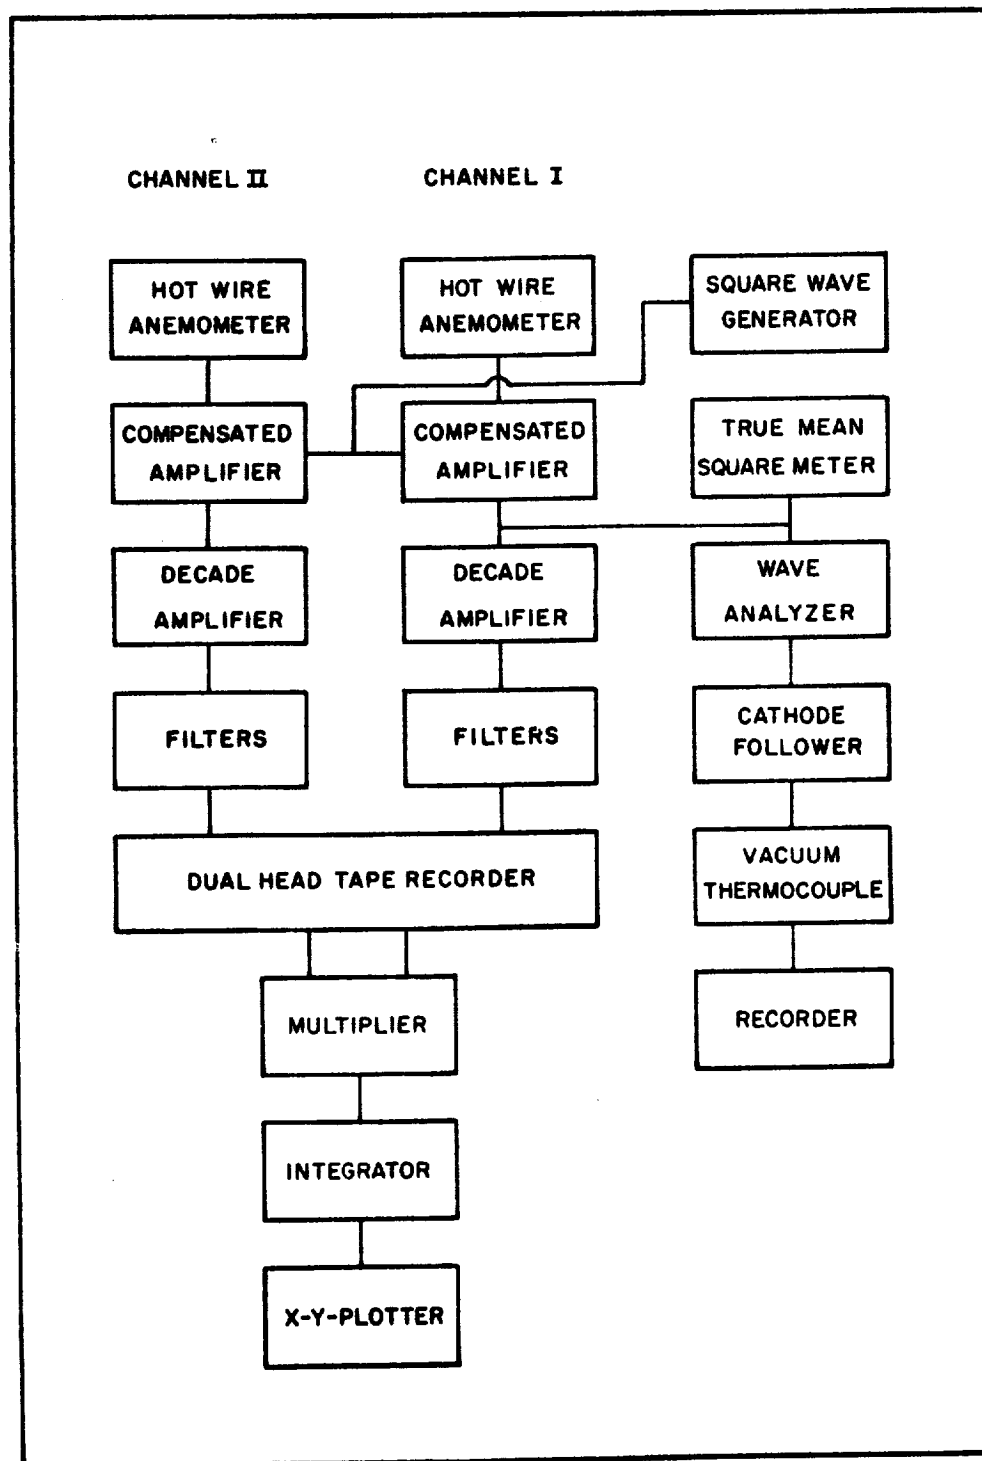 CHANNEL II
CHANNEL I
HOT WIRE
ANEMOMETER
HOT WIRE
ANEMOMETER
SQUARE WAVE
GENERATOR
COMPENSATED
AMPLIFIER
COMPENSATED
AMPLIFIER
TRUE MEAN
SQUARE METER
DECADE
AMPLIFIER
DECADE
AMPLIFIER
WAVE
ANALYZER
FILTERS
FILTERS
CATHODE
FOLLOWER
DUAL HEAD TAPE RECORDER
VACUUM
THERMOCOUPLE
MULTIPLIER
RECORDER
INTEGRATOR
X-Y-PLOTTER